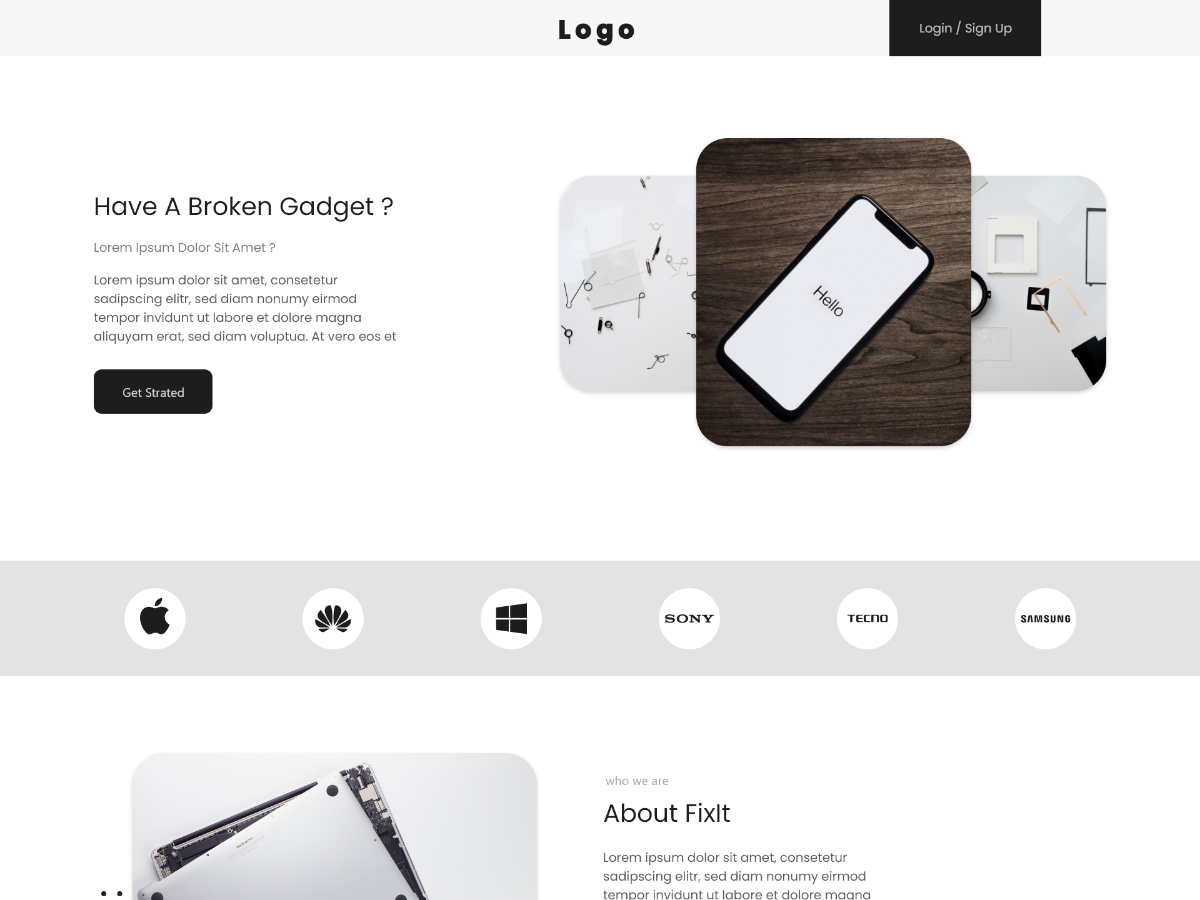 Logo
Login / Sign Up
Have A Broken Gadget ?
Lorem Ipsum Dolor Sit Amet ?
Lorem ipsum dolor sit amet, consetetur
sadipscing elitr, sed diam nonumy eirmod
tempor invidunt ut labore et dolore magna
aliquyam erat, sed diam voluptua. At vero eos et
Get Strated
Hello
SONY
TECNO
SAMSUNG
who we are
About FixIt
Lorem ipsum dolor sit amet, consetetur
sadipscing elitr, sed diam nonumy eirmod
tempor invidunt ut labore et dolore magna